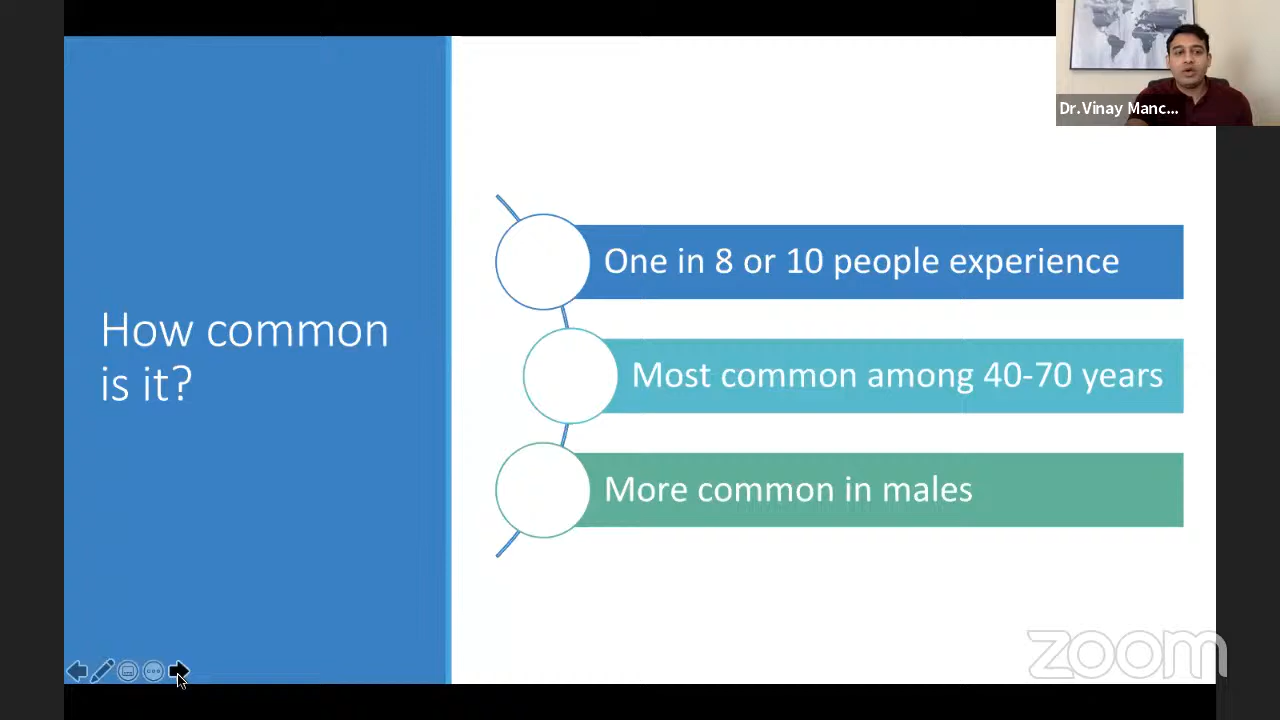 Dr.Vinay Manc...
How common
is it?
One in 8 or 10 people experience
Most common among 40-70 years
More common in males
zoom